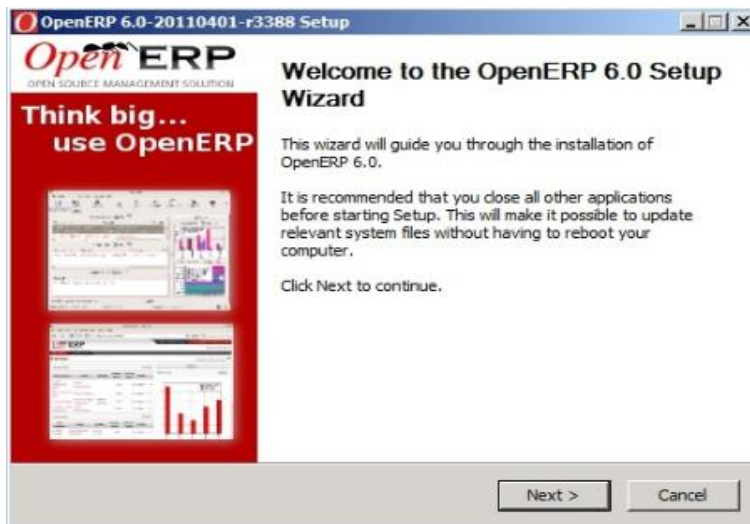 OpenERP 6.0-20110401-r3388 Setup
Open ERP
OPEN SOURCE MANAGEMENT SOLUTION
Think big...
use OpenERP
Welcome to the OpenERP 6.0 Setup
Wizard
This wizard will guide you through the installation of
OpenERP 6.0.
It is recommended that you close all other applications
before starting Setup. This will make it possible to update
relevant system files without having to reboot your
computer.
Click Next to continue.
Next >
Cancel